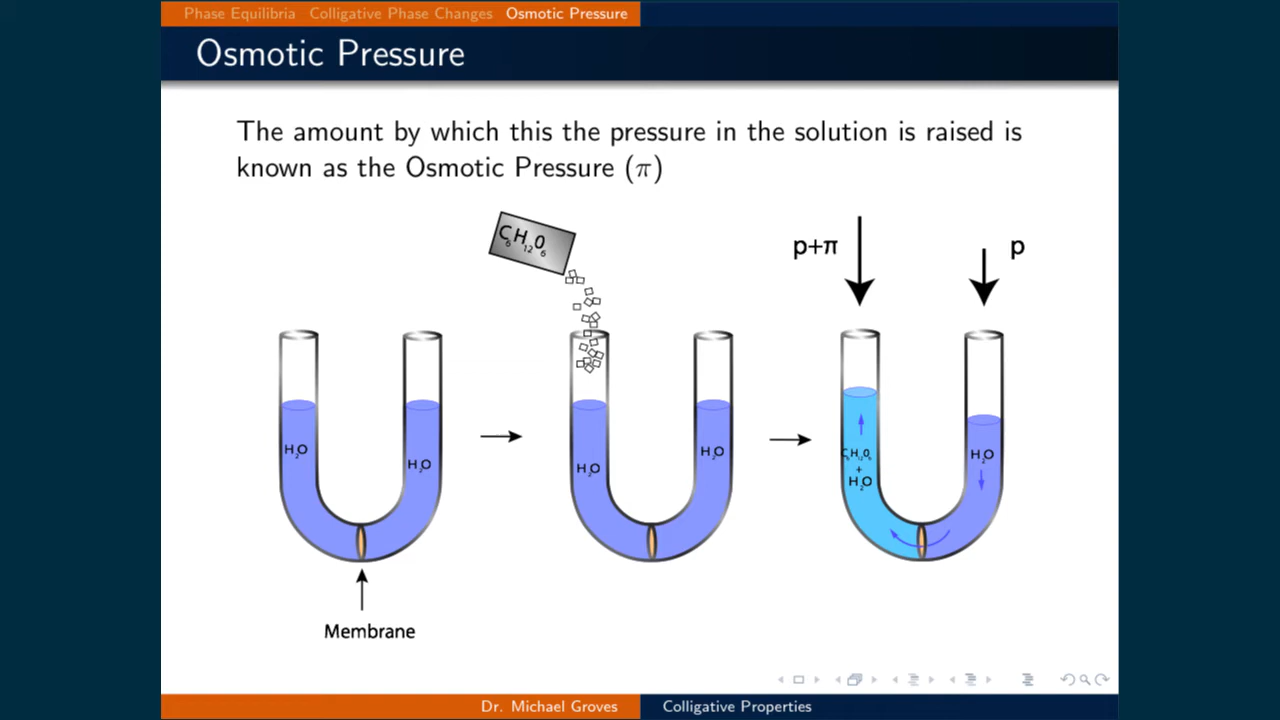 Phase Equilibria Colligative Phase Changes Osmotic Pressure
Osmotic Pressure
The amount by which this the pressure in the solution is raised is
known as the Osmotic Pressure (π)
C₆H₁₂O₆
p+π
p
H₂O
H₂O
H₂O
H₂O
C₆H₁₂O₆
+
H₂O
H₂O
Membrane
Dr. Michael Groves
Colligative Properties